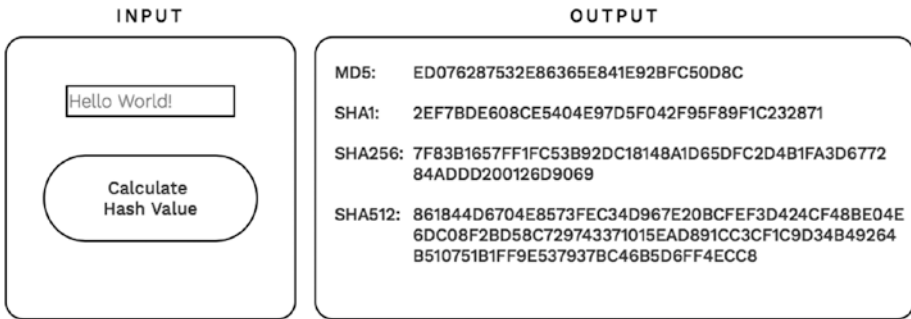 INPUT
OUTPUT
Hello World!
Calculate
Hash Value
MD5: ED076287532E86365E841E92BFC50D8C
SHA1: 2EF7BDE608CE5404E97D5F042F95F89F1C232871
SHA256: 7F83B1657FF1FC53B92DC18148A1D65DFC2D4B1FA3D6772
84ADDD200126D9069
SHA512: 861844D6704E8573FEC34D967E20BCFEF3D424CF48BE04E
6DC08F2BD58C729743371015EAD891CC3CF1C9D34B49264
B510751B1FF9E537937BC46B5D6FF4ECC8